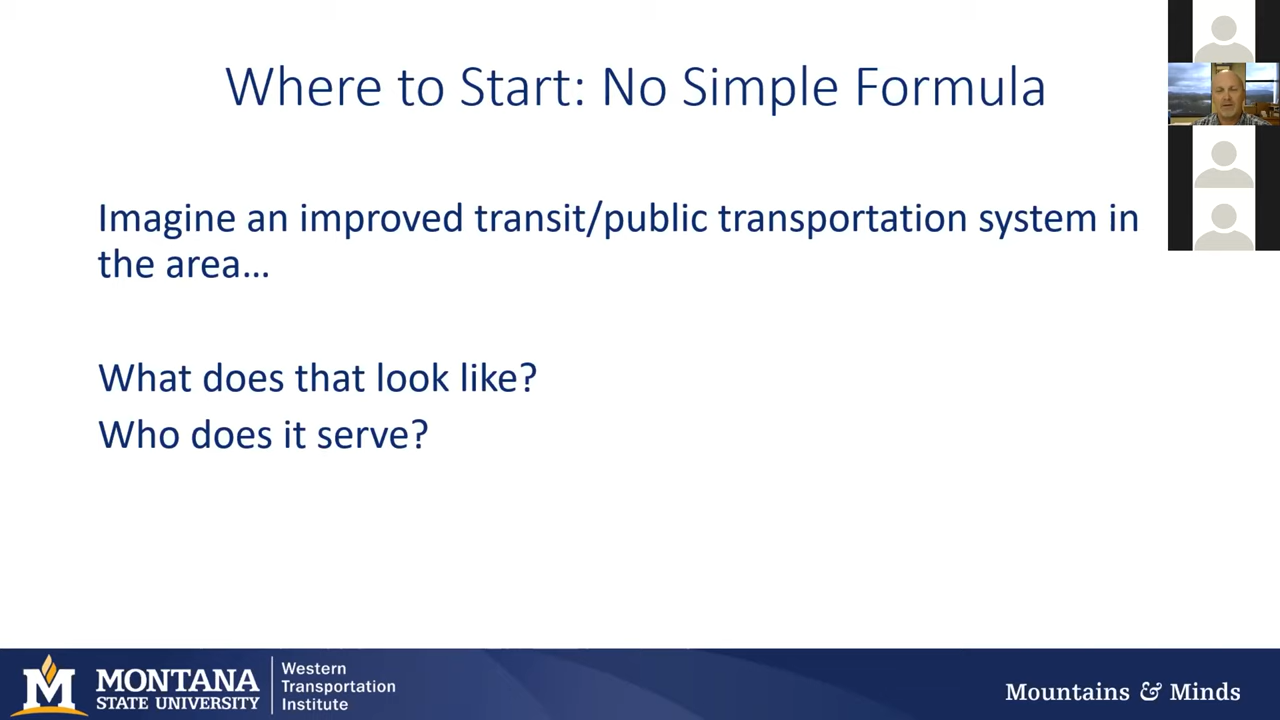 Where to Start: No Simple Formula
Imagine an improved transit/public transportation system in
the area…
What does that look like?
Who does it serve?
M
MONTANA
STATE UNIVERSITY
Western
Transportation
Institute
Mountains & Minds